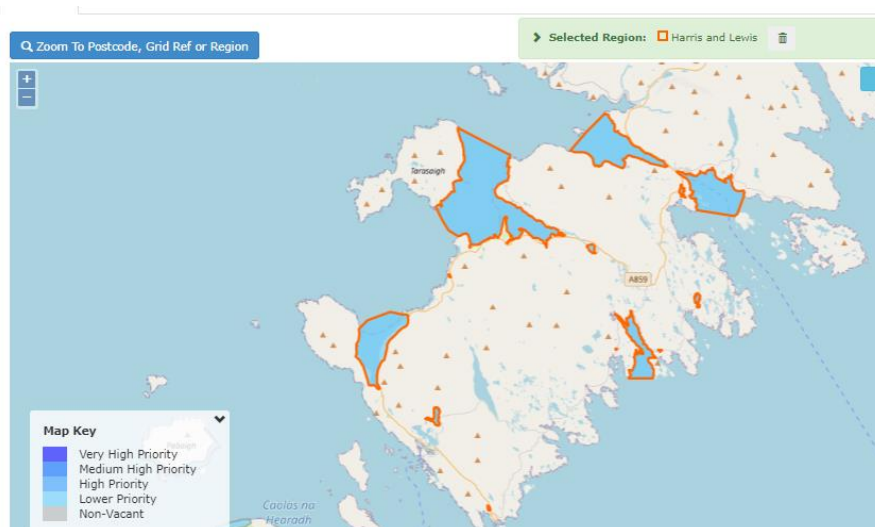 Zoom To Postcode, Grid Ref or Region
Selected Region: Harris and Lewis
+
−
Tarasaigh
A859
Map Key
Very High Priority
Medium High Priority
High Priority
Lower Priority
Non-Vacant
Caolas na
Hearadh